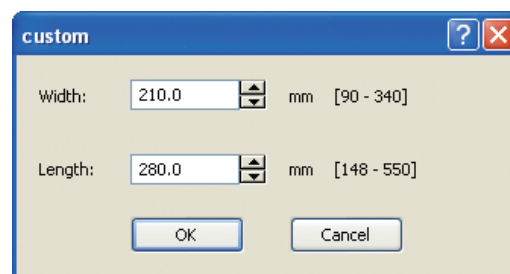 custom
?
Width: 210.0 mm [90 - 340]
Length: 280.0 mm [148 - 550]
OK Cancel